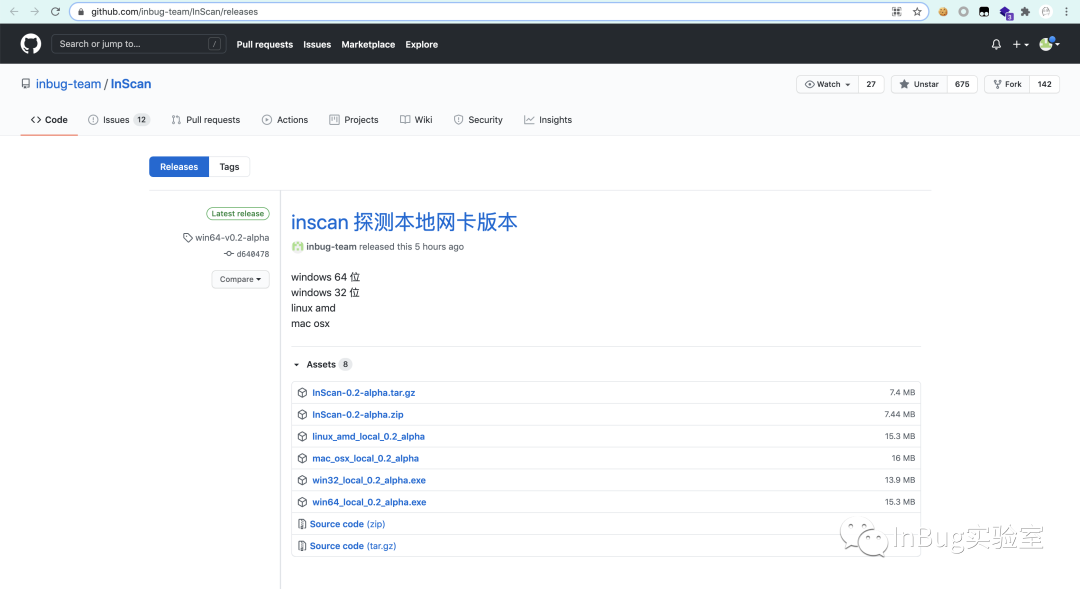 github.com/inbug-team/InScan/releases
3
Search or jump to... /
Pull requests Issues Marketplace Explore
inbug-team / InScan
Watch 27 Unstar 675 Fork 142
Code Issues 12 Pull requests Actions Projects Wiki Security Insights
Releases Tags
Latest release
win64-v0.2-alpha
d640478
Compare
inscan 探测本地网卡版本
inbug-team released this 5 hours ago
windows 64 位
windows 32 位
linux amd
mac osx
Assets 8
InScan-0.2-alpha.tar.gz 7.4 MB
InScan-0.2-alpha.zip 7.44 MB
linux_amd_local_0.2_alpha 15.3 MB
mac_osx_local_0.2_alpha 16 MB
win32_local_0.2_alpha.exe 13.9 MB
win64_local_0.2_alpha.exe 15.3 MB
Source code (zip)
Source code (tar.gz)
InBug实验室